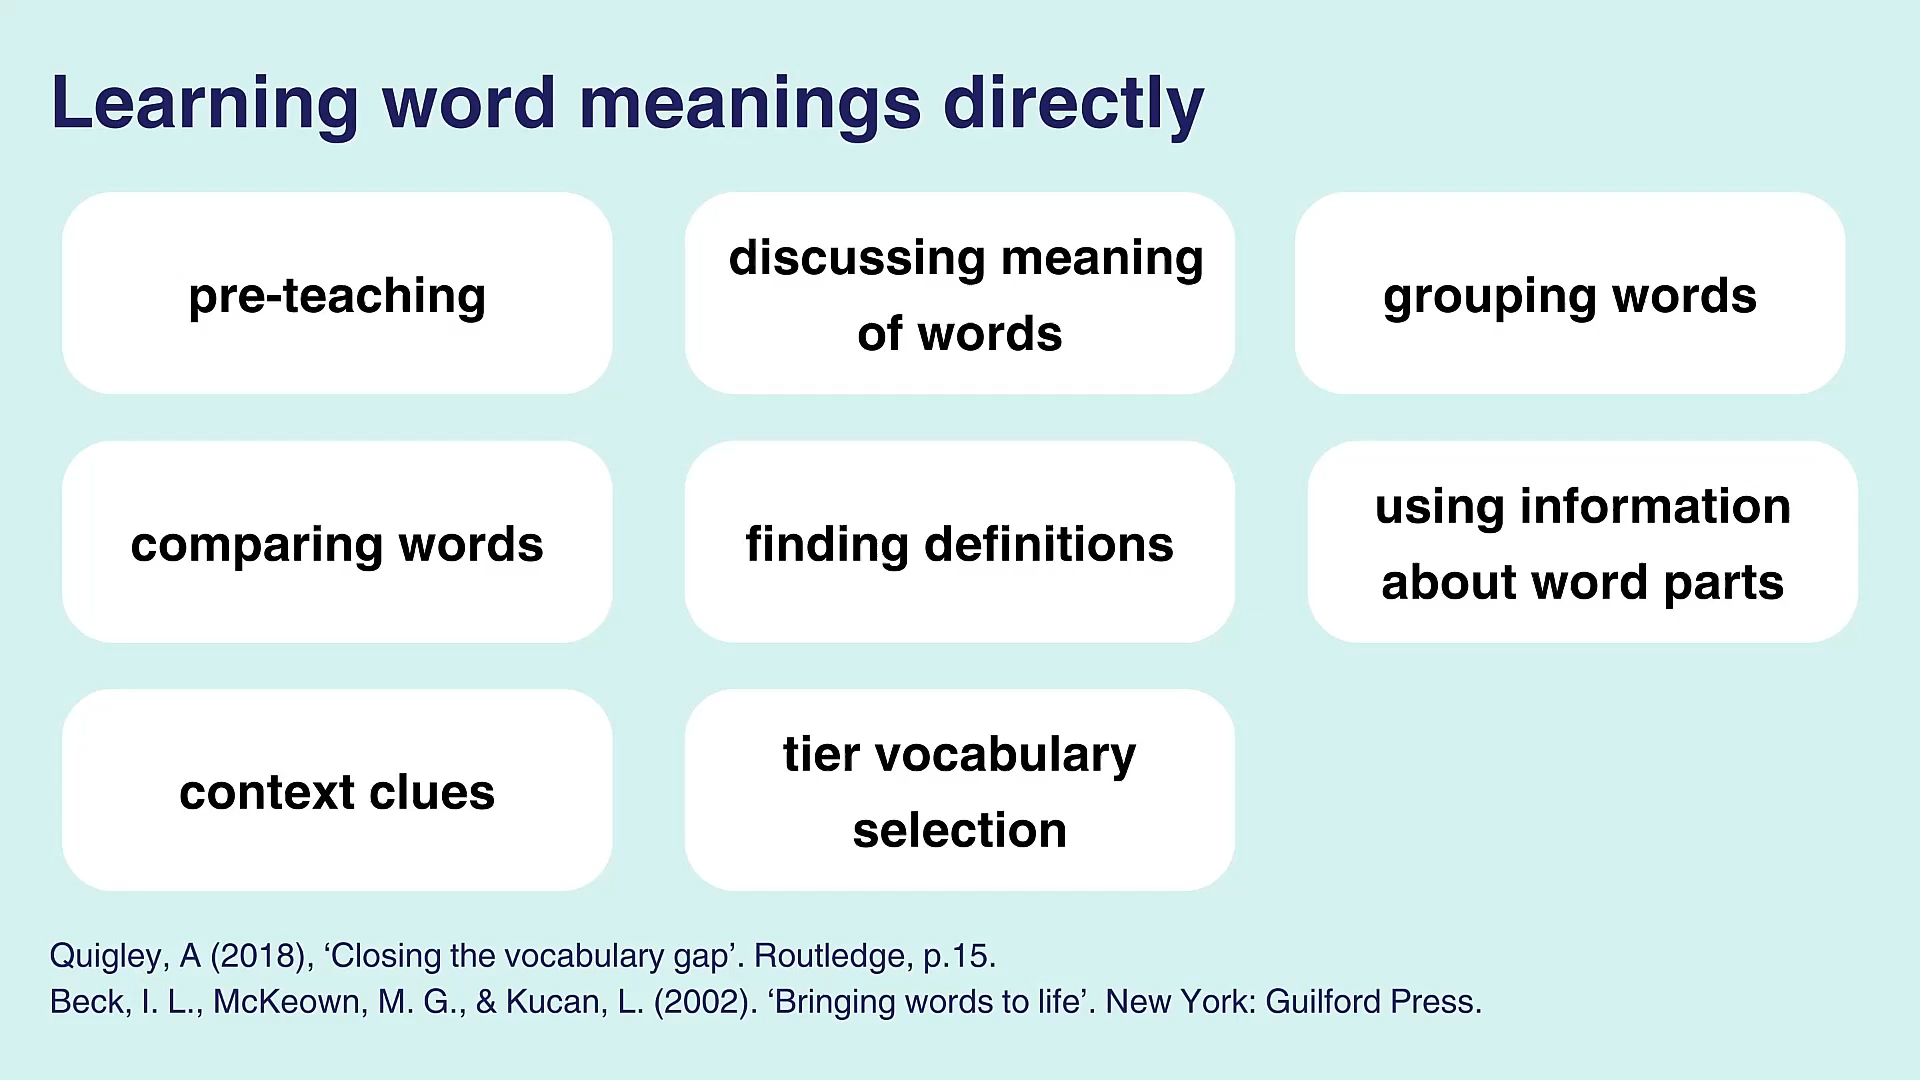 Learning word meanings directly
pre-teaching
discussing meaning
of words
grouping words
comparing words
finding definitions
using information
about word parts
context clues
tier vocabulary
selection
Quigley, A (2018), ‘Closing the vocabulary gap’. Routledge, p.15.
Beck, I. L., McKeown, M. G., & Kucan, L. (2002). ‘Bringing words to life’. New York: Guilford Press.